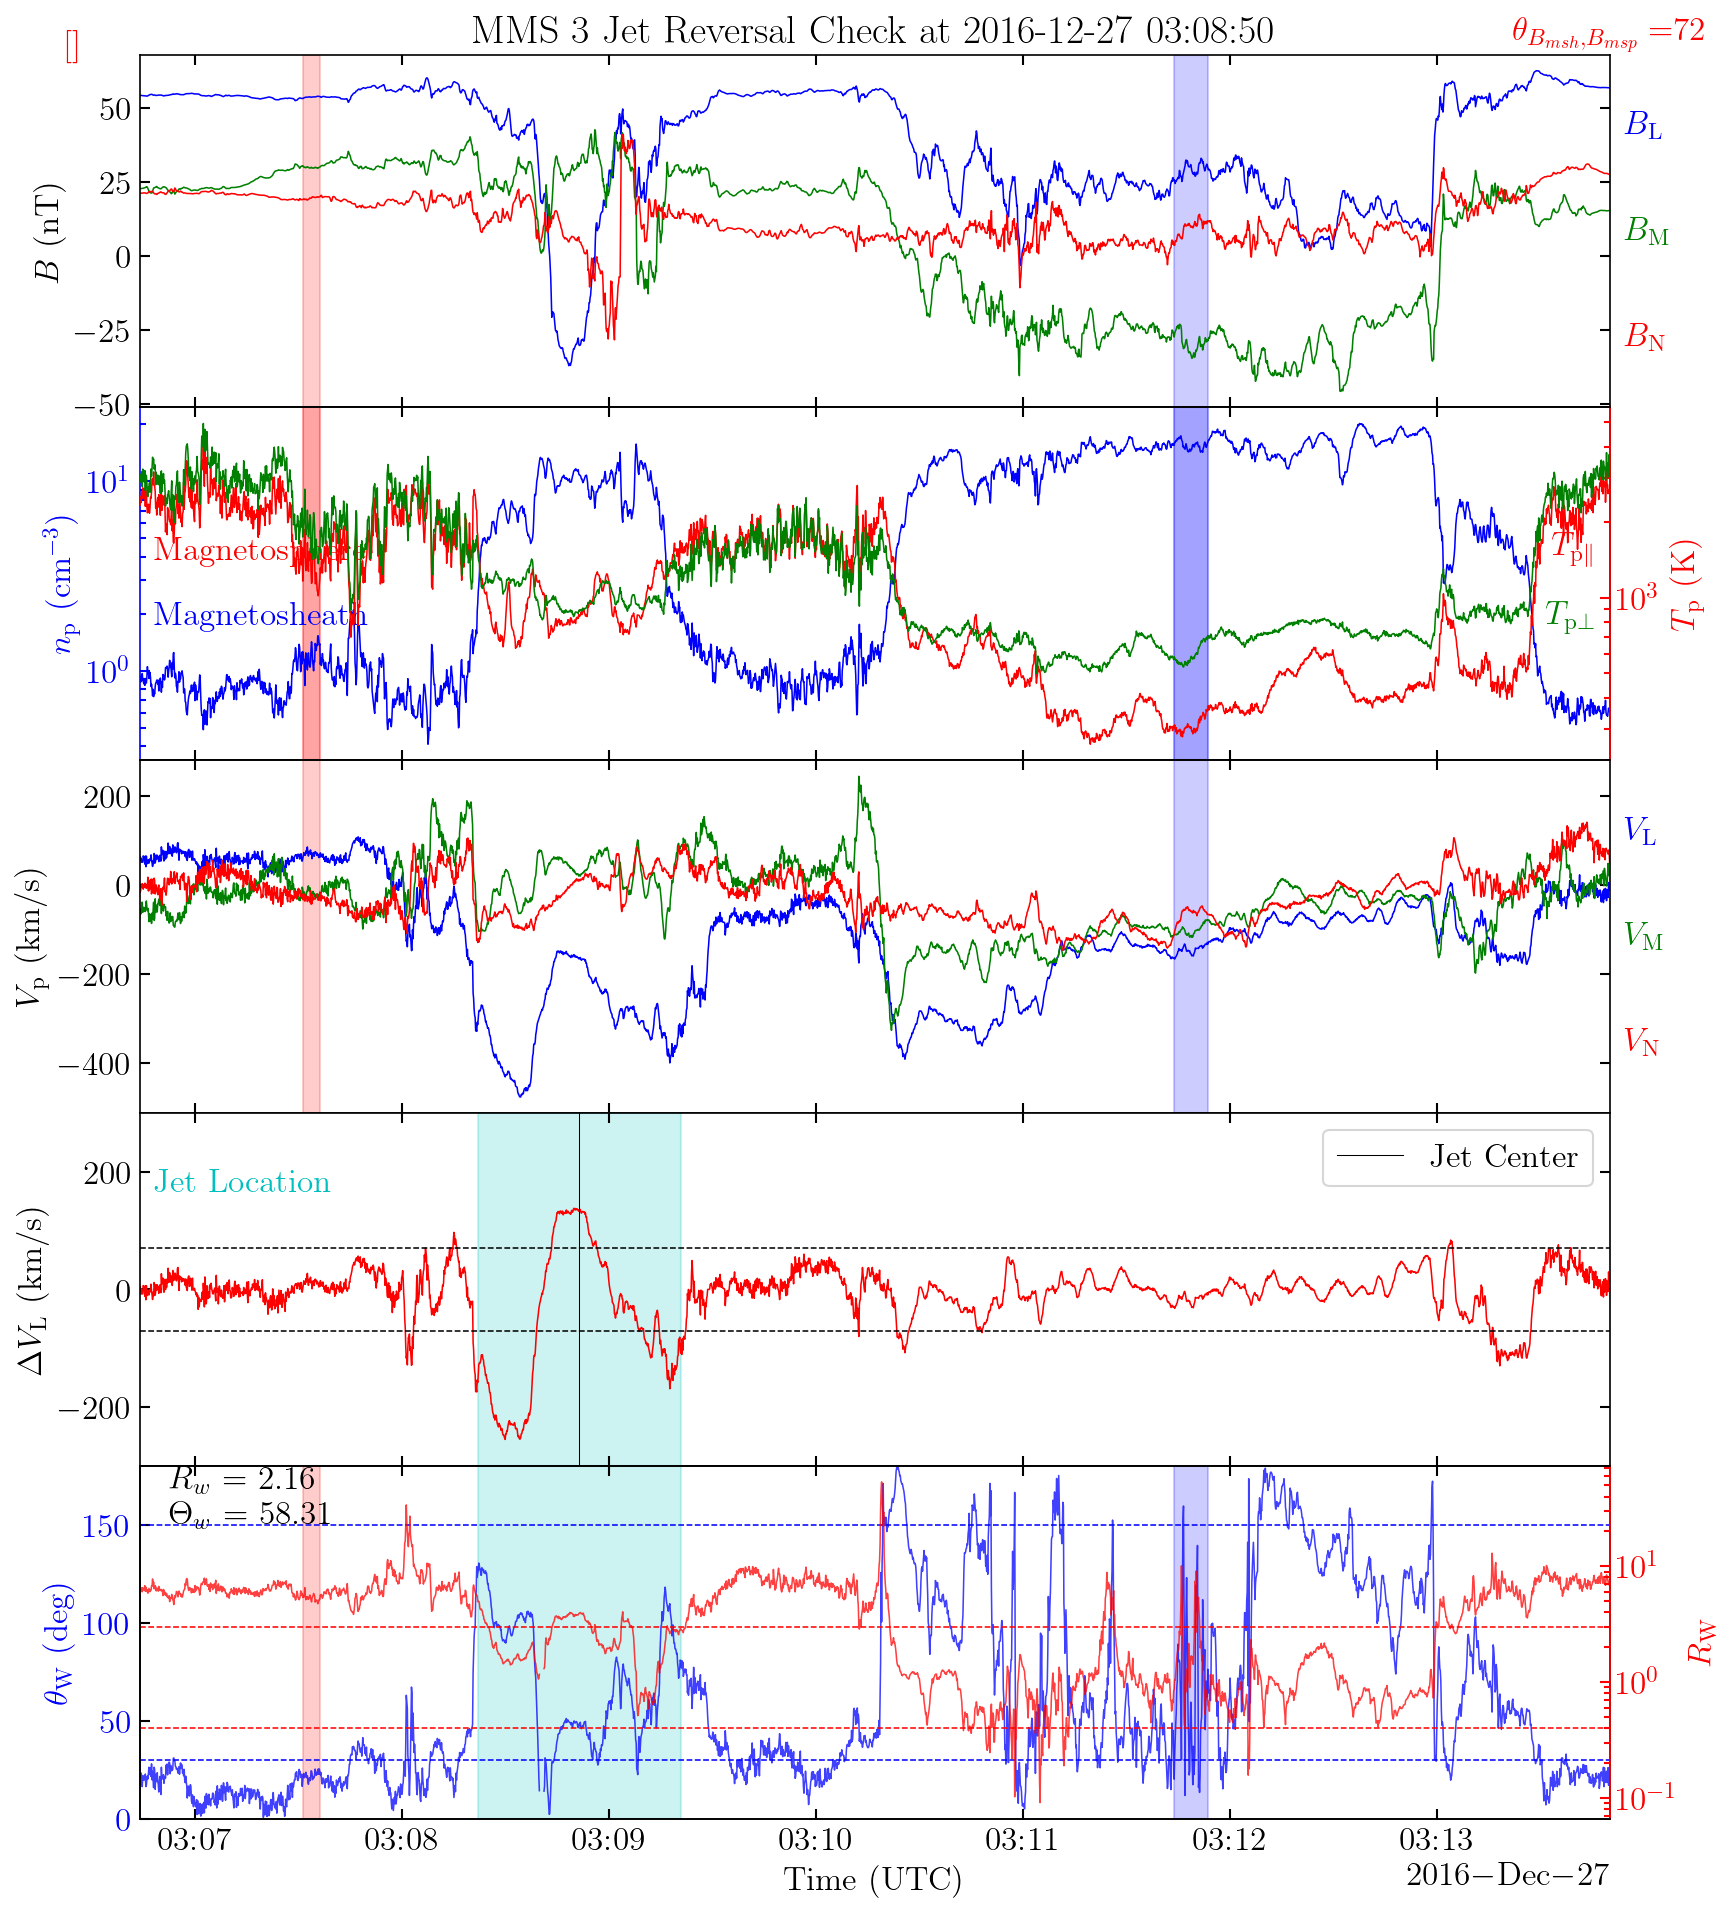 MMS 3 Jet Reversal Check at 2016-12-27 03:08:50
[]
θ_{B_{msh},B_{msp}} =72
50
25
0
−25
−50
B (nT)
B_L
B_M
B_N
10^1
10^0
n_p (cm^{−3})
Magnetosphere
Magnetosheath
T_{p∥}
T_{p⊥}
10^3
T_p (K)
200
0
−200
−400
V_p (km/s)
V_L
V_M
V_N
200
0
−200
ΔV_L (km/s)
Jet Location
Jet Center
R_w = 2.16
Θ_w = 58.31
150
100
50
0
θ_W (deg)
10^1
10^0
10^{−1}
R_W
03:07 03:08 03:09 03:10 03:11 03:12 03:13
Time (UTC)
2016−Dec−27